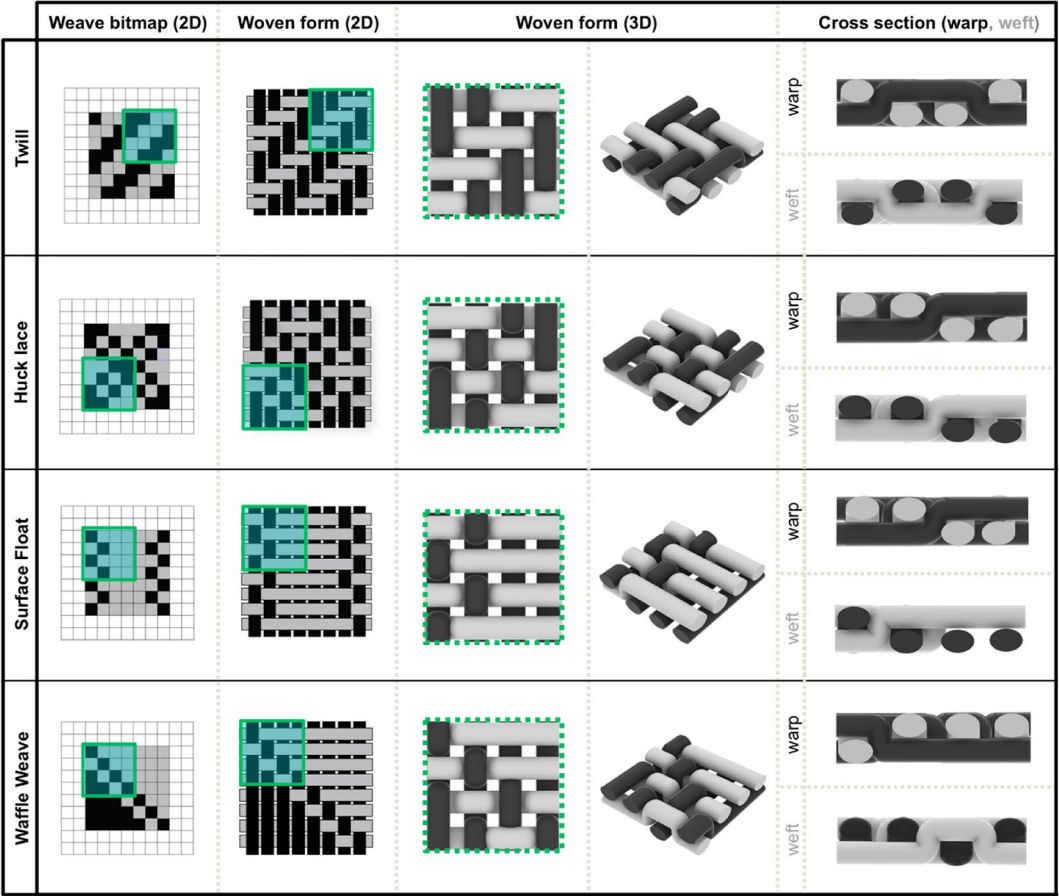 Weave bitmap (2D)
Woven form (2D)
Woven form (3D)
Cross section (warp, weft)
Twill
warp
weft
Huck lace
warp
weft
Surface Float
warp
weft
Waffle Weave
warp
weft